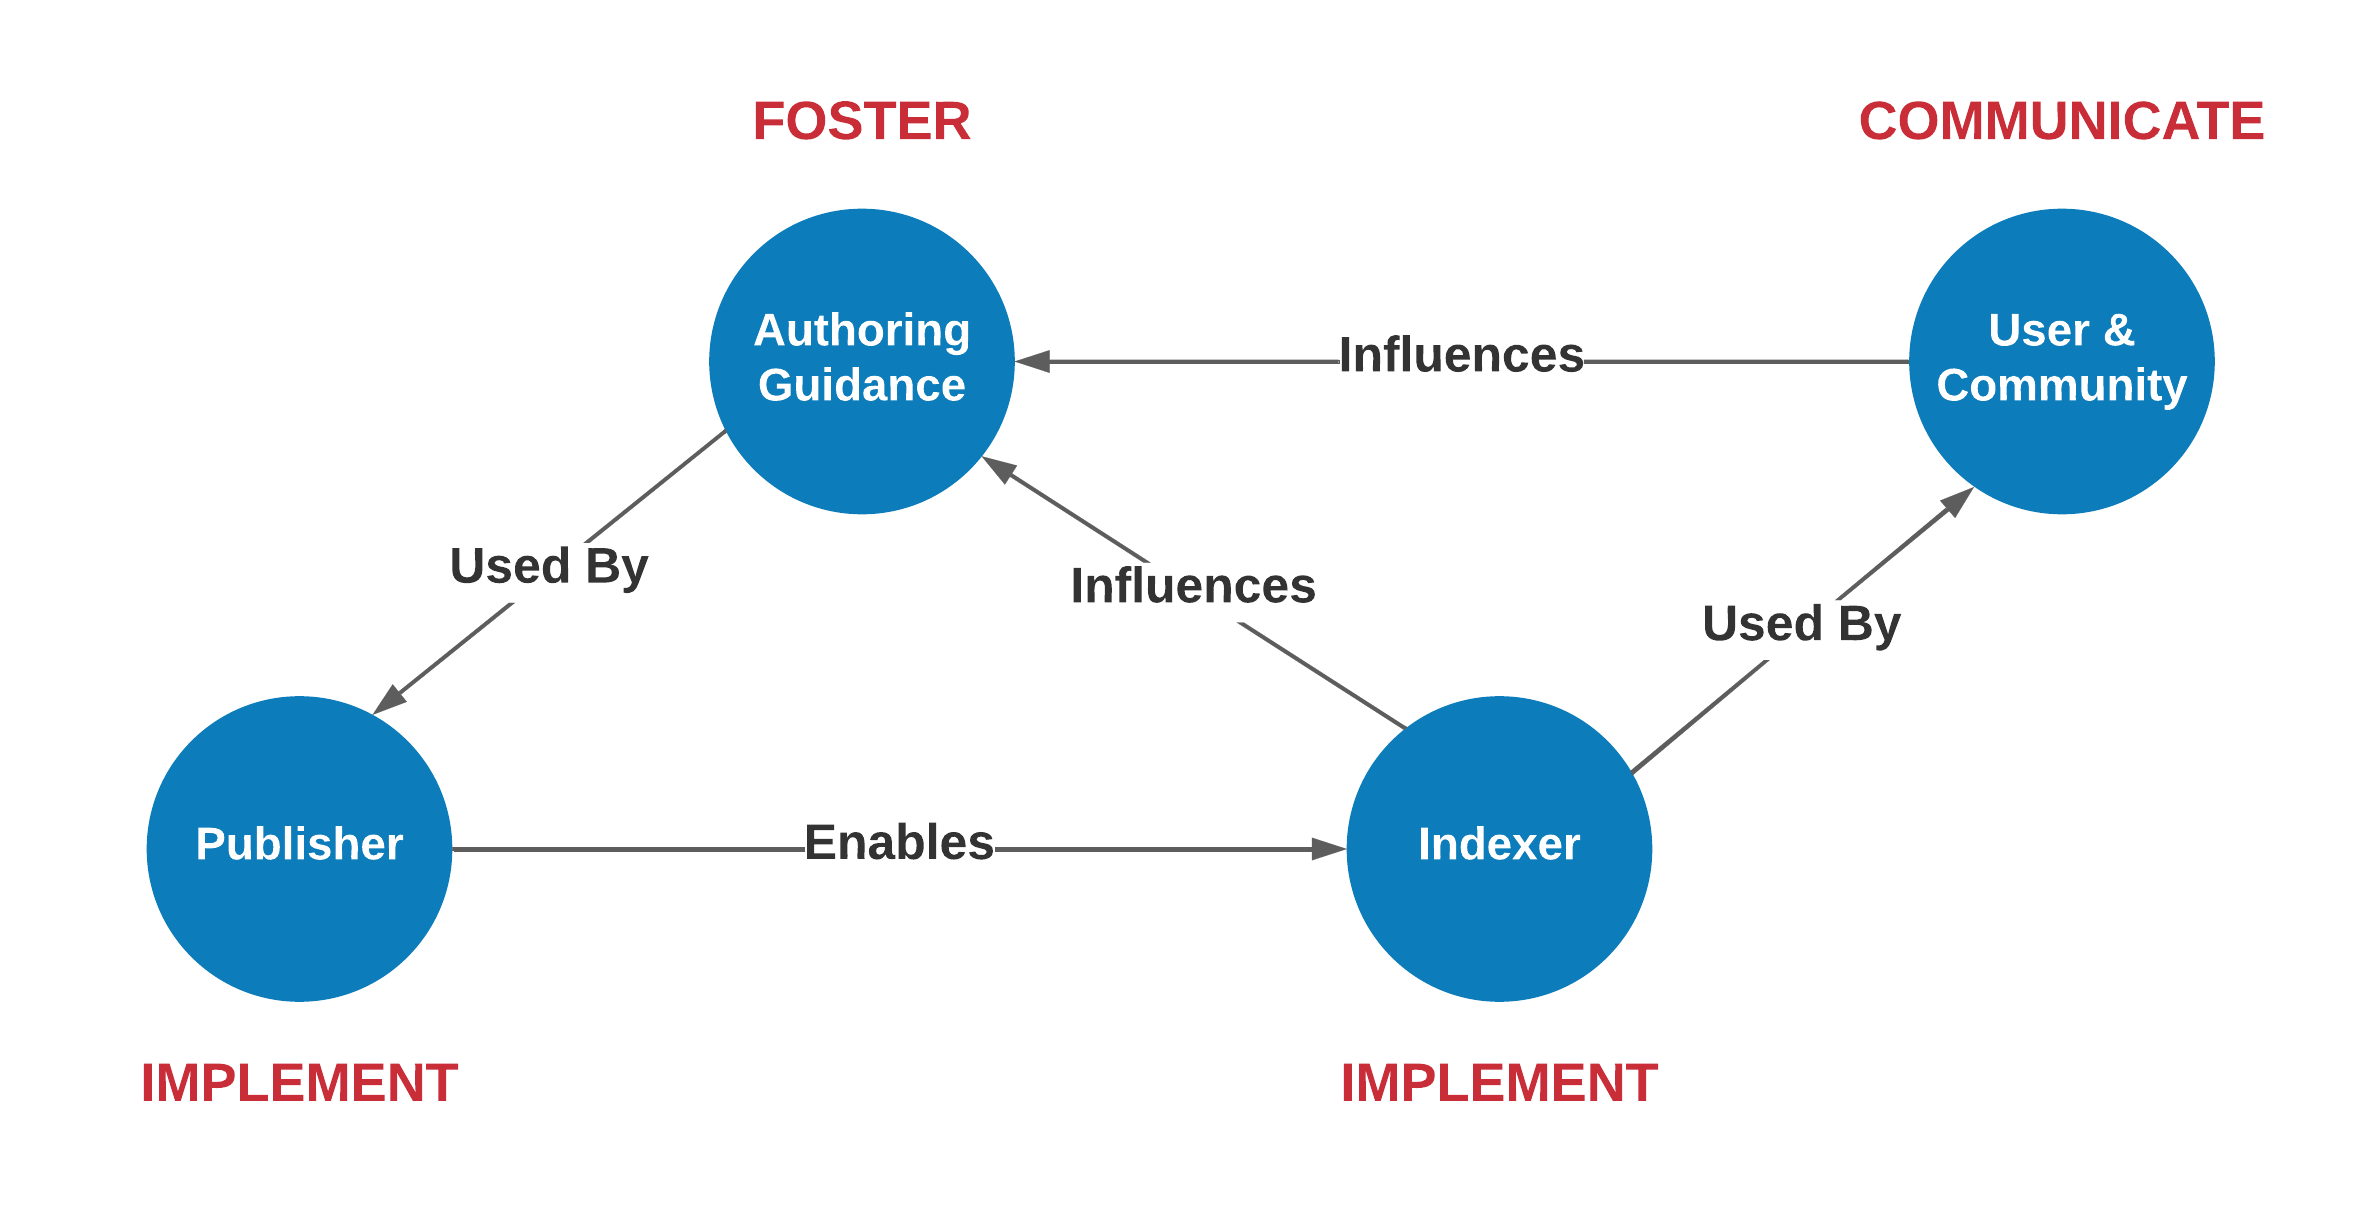 FOSTER
COMMUNICATE
Authoring
Guidance
Influences
User &
Community
Used By
Influences
Used By
Publisher
Enables
Indexer
IMPLEMENT
IMPLEMENT